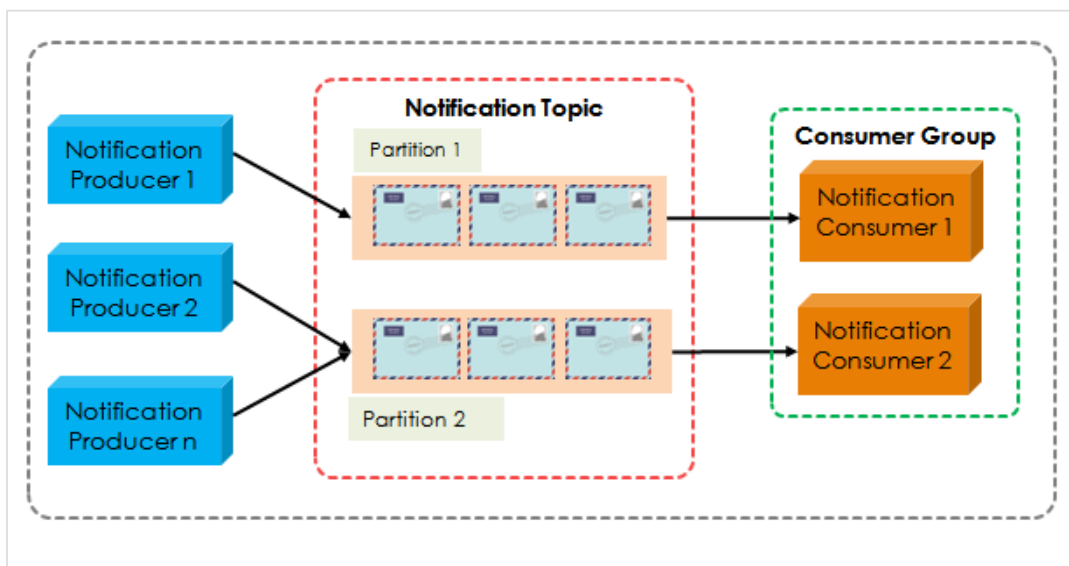 Notification Topic
Consumer Group
Notification
Producer 1
Partition 1
Notification
Consumer 1
Notification
Producer 2
Notification
Consumer 2
Notification
Producer n
Partition 2